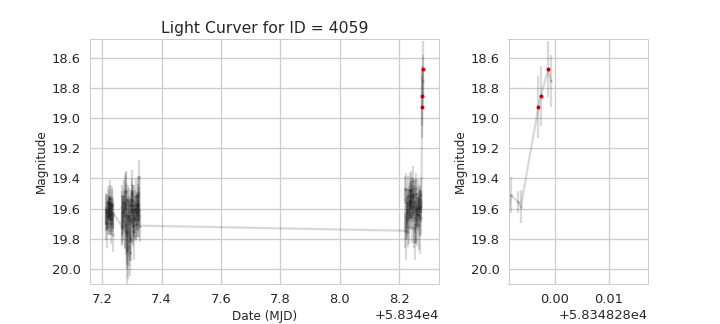 Light Curver for ID = 4059
Magnitude
18.6
18.8
19.0
19.2
19.4
19.6
19.8
20.0
7.2 7.4 7.6 7.8 8.0 8.2
Date (MJD)
+5.834e4
Magnitude
18.6
18.8
19.0
19.2
19.4
19.6
19.8
20.0
0.00 0.01
+5.834828e4